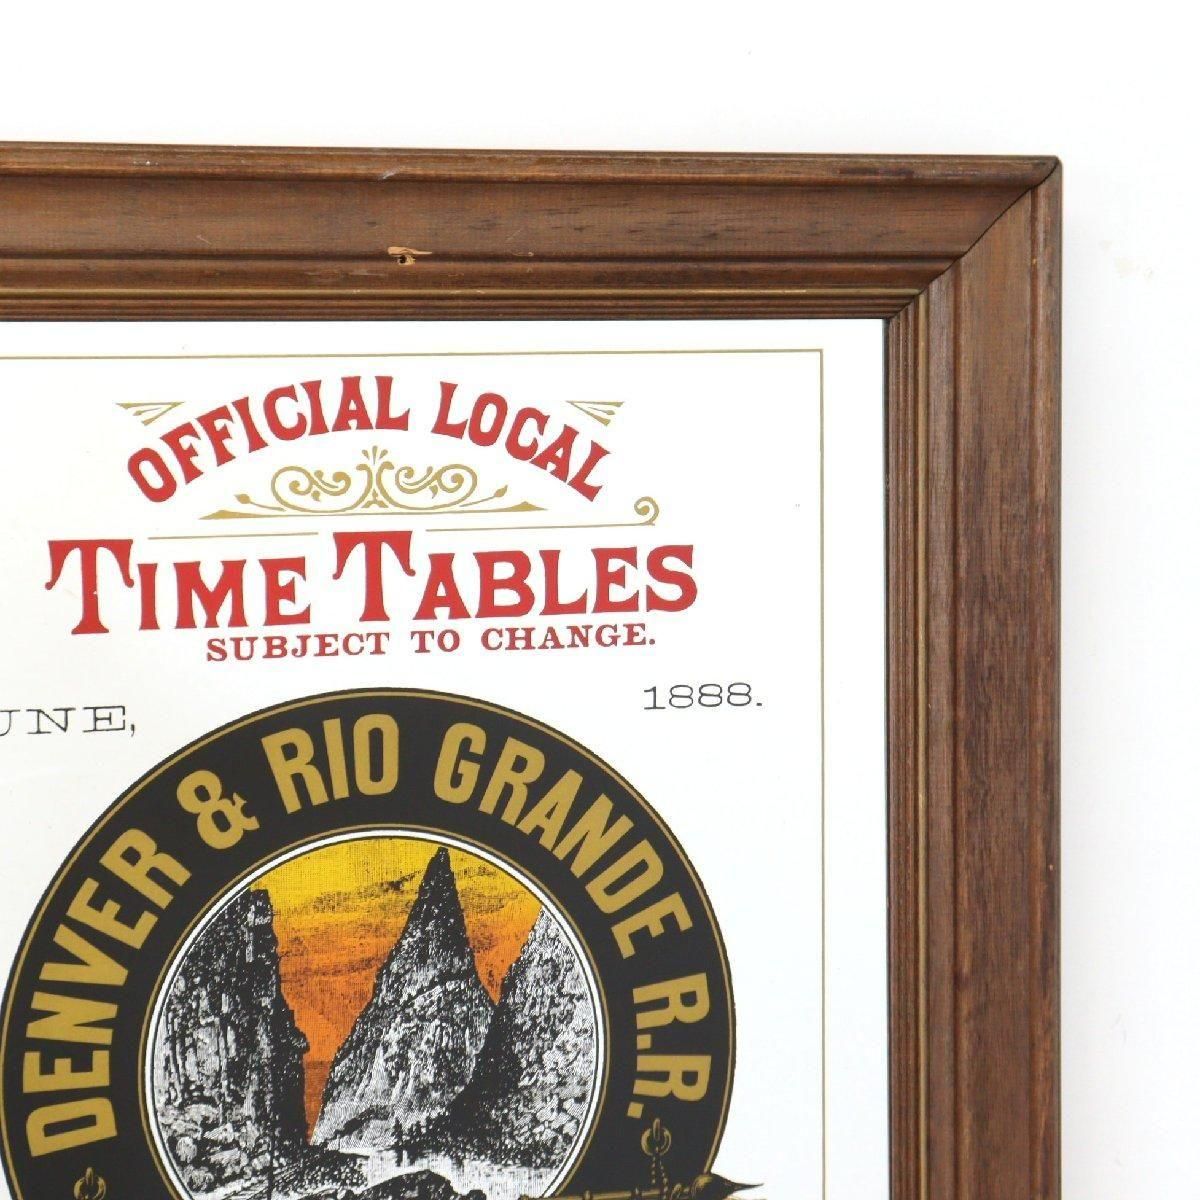 OFFICIAL LOCAL
TIME TABLES
SUBJECT TO CHANGE.
UNE, 1888.
DENVER & RIO GRANDE R.R.